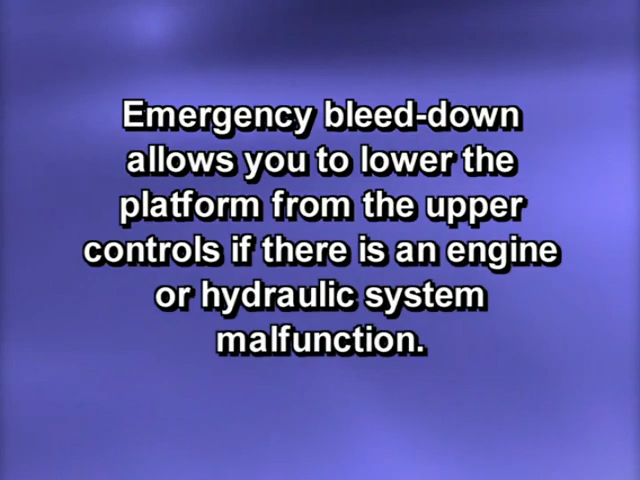 Emergency bleed-down
allows you to lower the
platform from the upper
controls if there is an engine
or hydraulic system
malfunction.